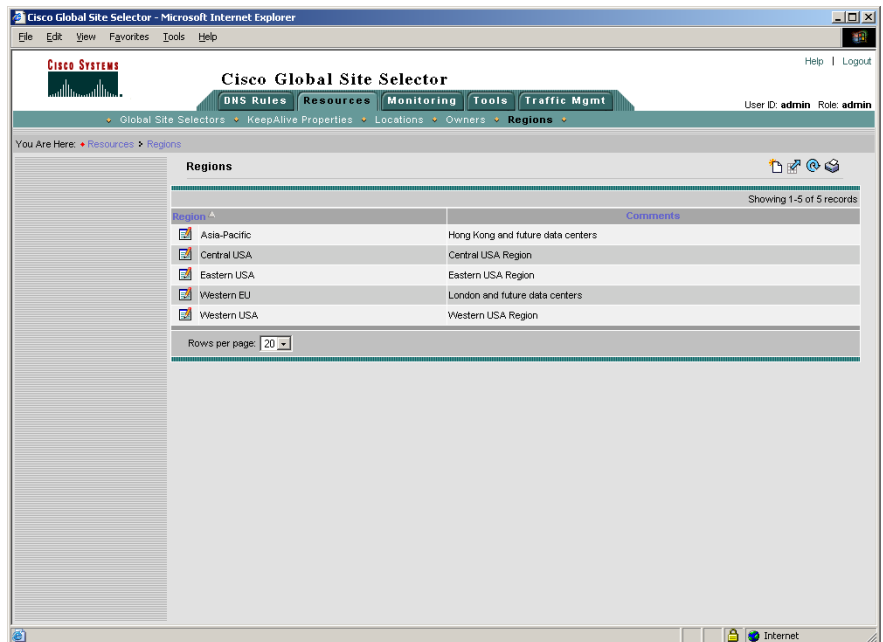 Cisco Global Site Selector - Microsoft Internet Explorer
File Edit View Favorites Tools Help
CISCO SYSTEMS
Cisco Global Site Selector
Help | Logout
DNS Rules Resources Monitoring Tools Traffic Mgmt
User ID: admin Role: admin
Global Site Selectors KeepAlive Properties Locations Owners Regions
You Are Here: Resources Regions
Regions
Showing 1-5 of 5 records
Region Comments
Asia-Pacific Hong Kong and future data centers
Central USA Central USA Region
Eastern USA Eastern USA Region
Western EU London and future data centers
Western USA Western USA Region
Rows per page: 20
Internet